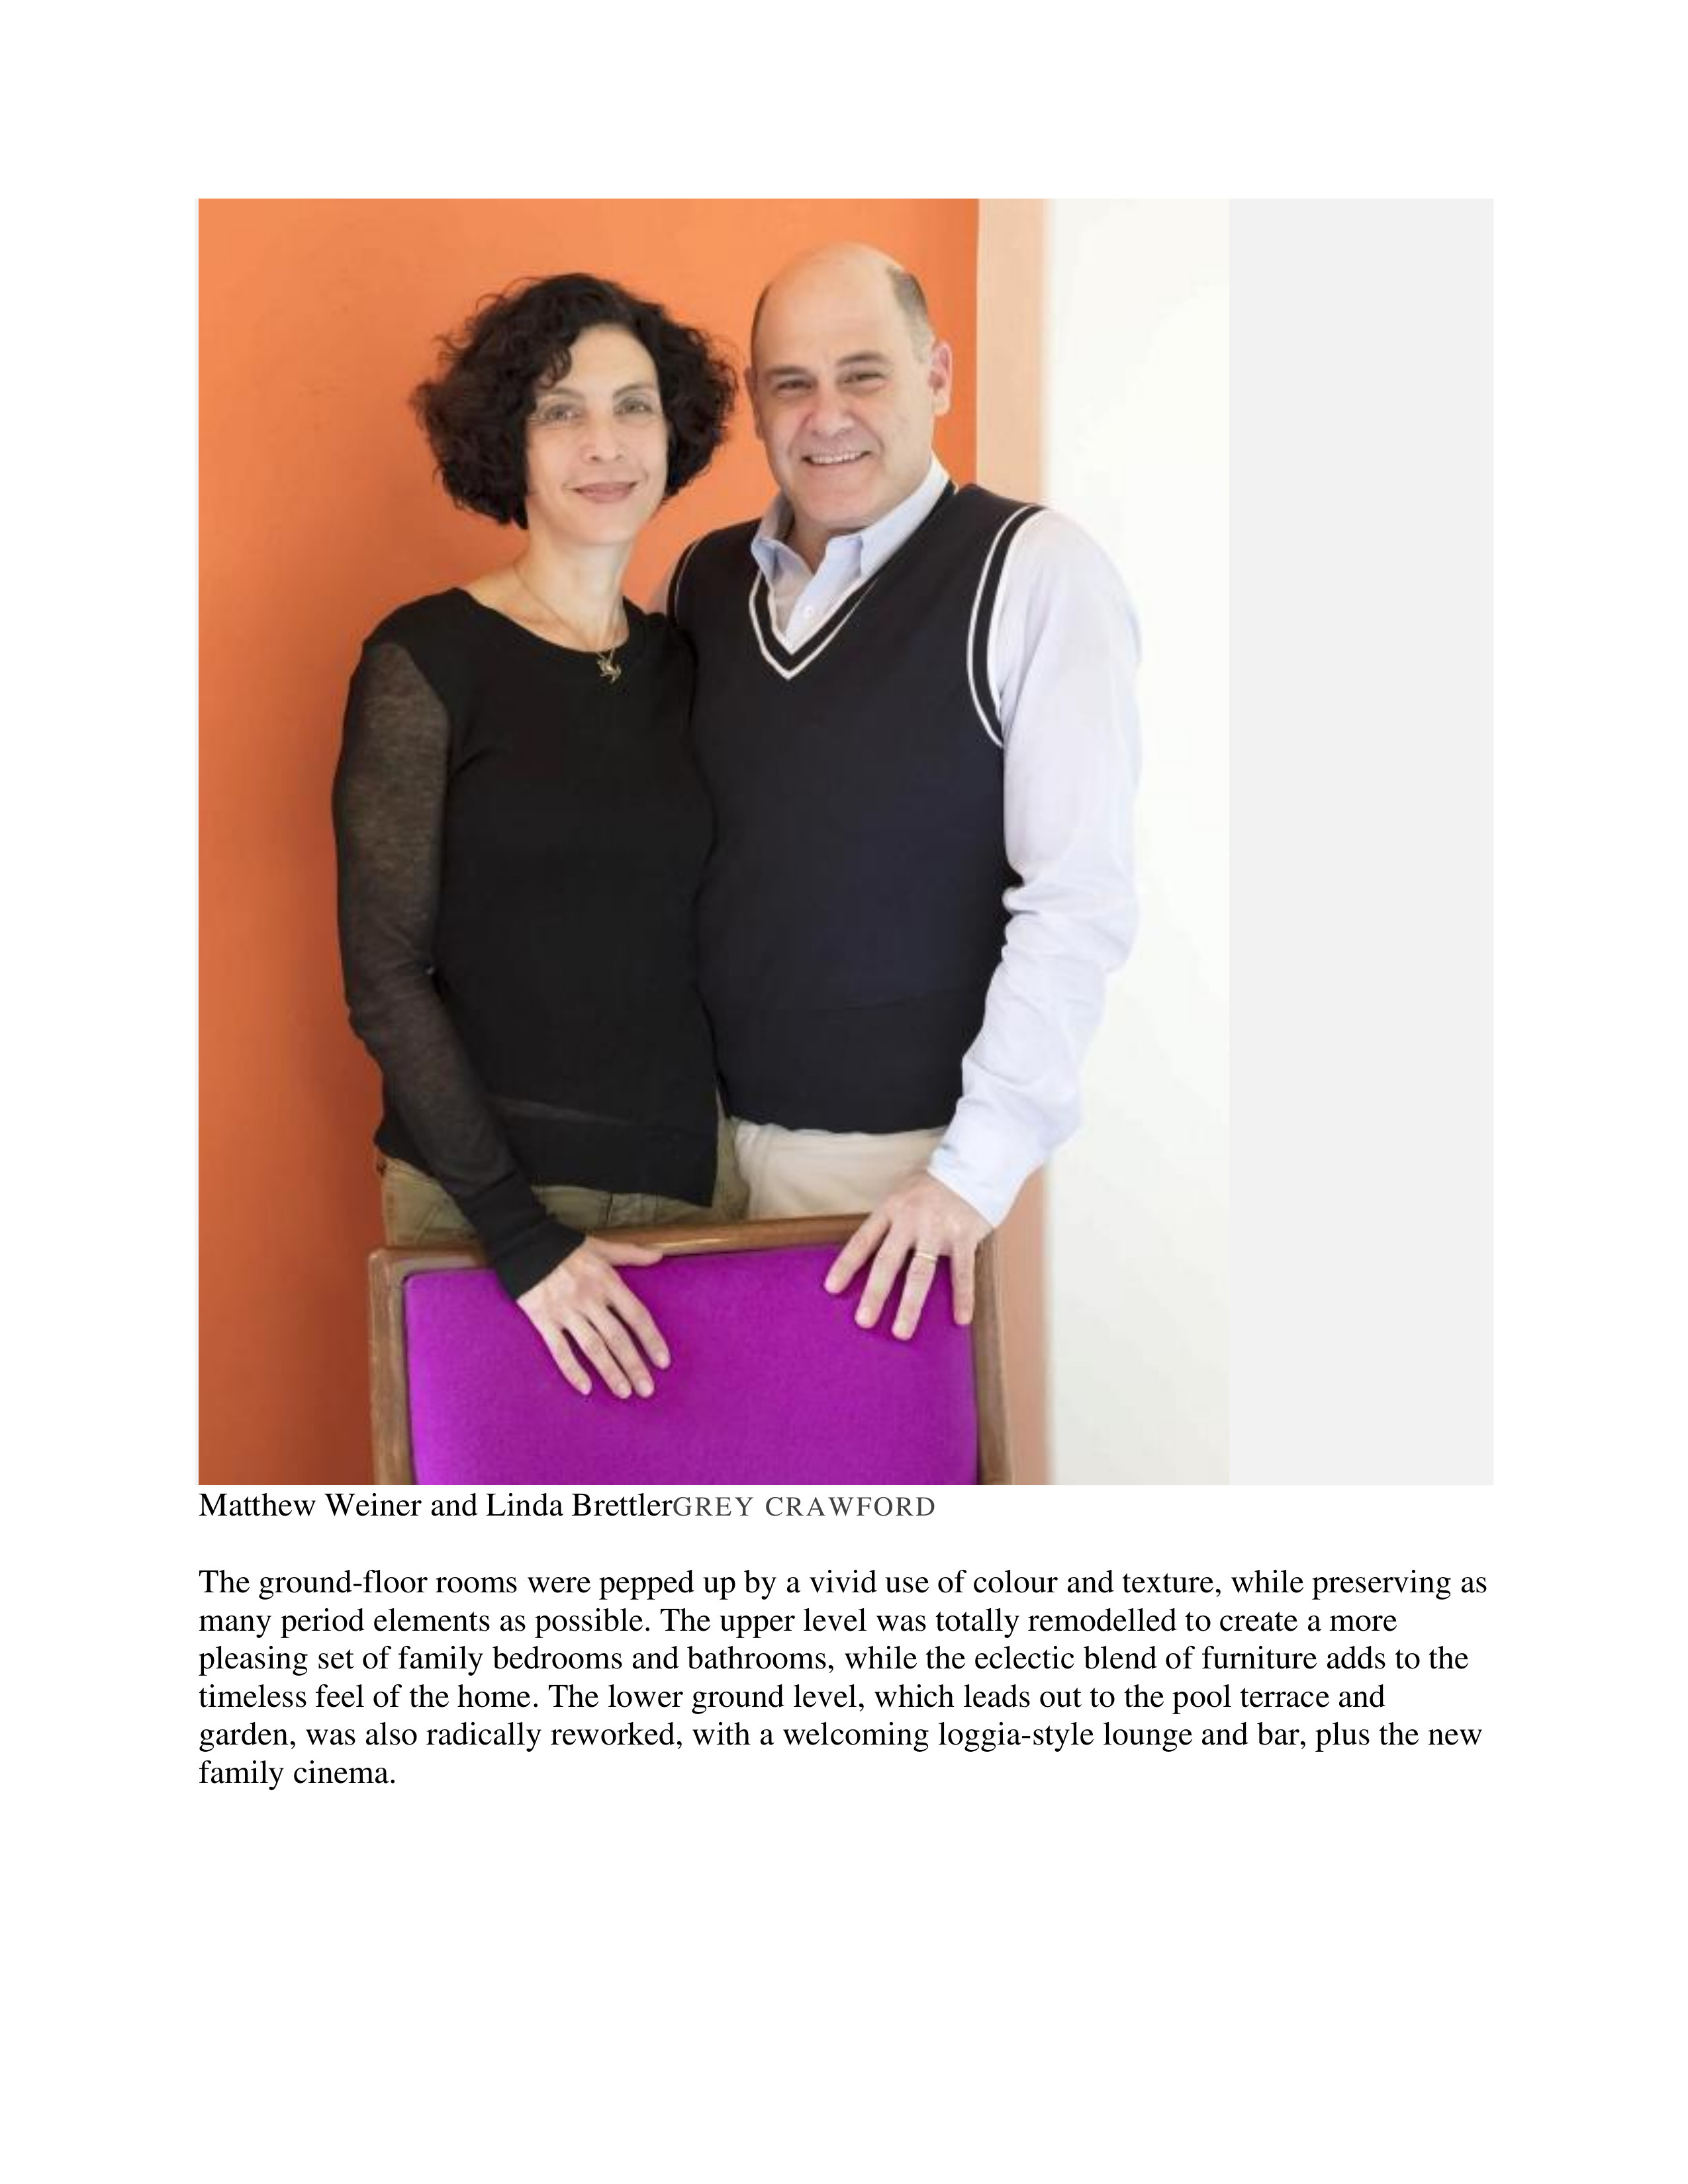 Matthew Weiner and Linda BrettlerGREY CRAWFORD
The ground-floor rooms were pepped up by a vivid use of colour and texture, while preserving as
many period elements as possible. The upper level was totally remodelled to create a more
pleasing set of family bedrooms and bathrooms, while the eclectic blend of furniture adds to the
timeless feel of the home. The lower ground level, which leads out to the pool terrace and
garden, was also radically reworked, with a welcoming loggia-style lounge and bar, plus the new
family cinema.